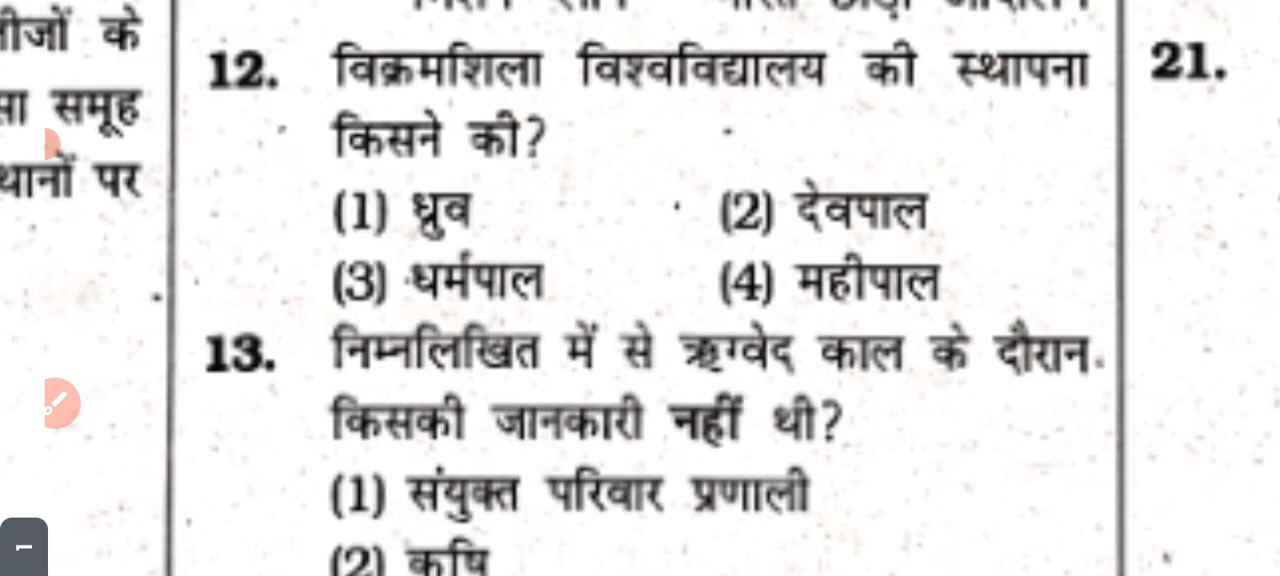 तीजों के
सा समूह
थानों पर
12. विक्रमशिला विश्वविद्यालय की स्थापना
किसने की?
(1) ध्रुव (2) देवपाल
(3) धर्मपाल (4) महीपाल
13. निम्नलिखित में से ऋग्वेद काल के दौरान
किसकी जानकारी नहीं थी?
(1) संयुक्त परिवार प्रणाली
(2) कृषि
21.